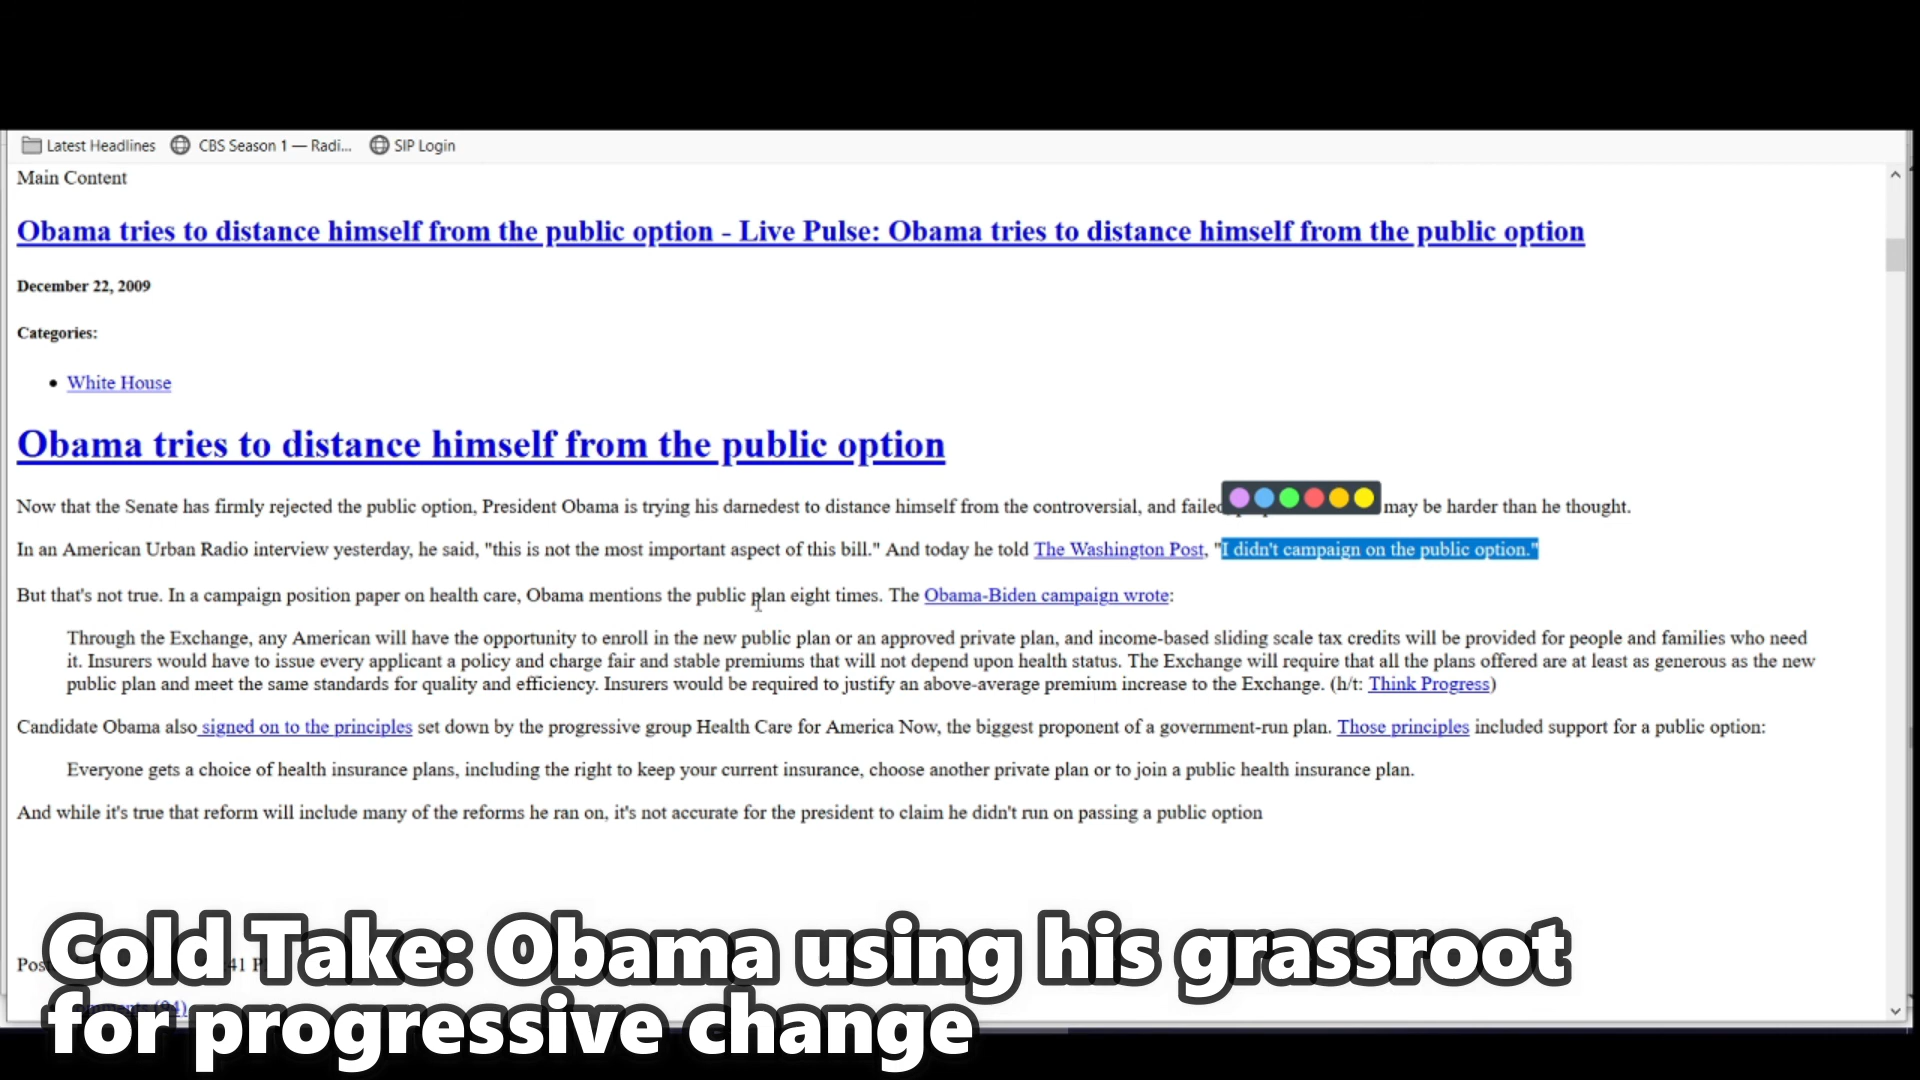 Latest Headlines CBS Season 1 — Radi... SIP Login
Main Content
Obama tries to distance himself from the public option - Live Pulse: Obama tries to distance himself from the public option
December 22, 2009
Categories:
• White House
Obama tries to distance himself from the public option
Now that the Senate has firmly rejected the public option, President Obama is trying his darnedest to distance himself from the controversial, and failed may be harder than he thought.
In an American Urban Radio interview yesterday, he said, "this is not the most important aspect of this bill." And today he told The Washington Post, "I didn't campaign on the public option."
But that's not true. In a campaign position paper on health care, Obama mentions the public plan eight times. The Obama-Biden campaign wrote:
Through the Exchange, any American will have the opportunity to enroll in the new public plan or an approved private plan, and income-based sliding scale tax credits will be provided for people and families who need
it. Insurers would have to issue every applicant a policy and charge fair and stable premiums that will not depend upon health status. The Exchange will require that all the plans offered are at least as generous as the new
public plan and meet the same standards for quality and efficiency. Insurers would be required to justify an above-average premium increase to the Exchange. (h/t: Think Progress)
Candidate Obama also signed on to the principles set down by the progressive group Health Care for America Now, the biggest proponent of a government-run plan. Those principles included support for a public option:
Everyone gets a choice of health insurance plans, including the right to keep your current insurance, choose another private plan or to join a public health insurance plan.
And while it's true that reform will include many of the reforms he ran on, it's not accurate for the president to claim he didn't run on passing a public option
Cold Take: Obama using his grassroot
for progressive change